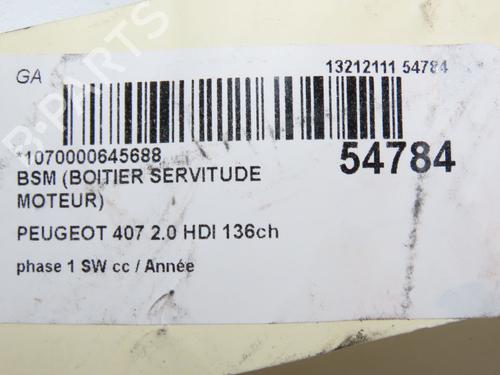 GA
13212111 54784
*1070000645688
54784
BSM (BOITIER SERVITUDE
MOTEUR)
PEUGEOT 407 2.0 HDI 136ch
phase 1 SW cc / Année
B-PARTS